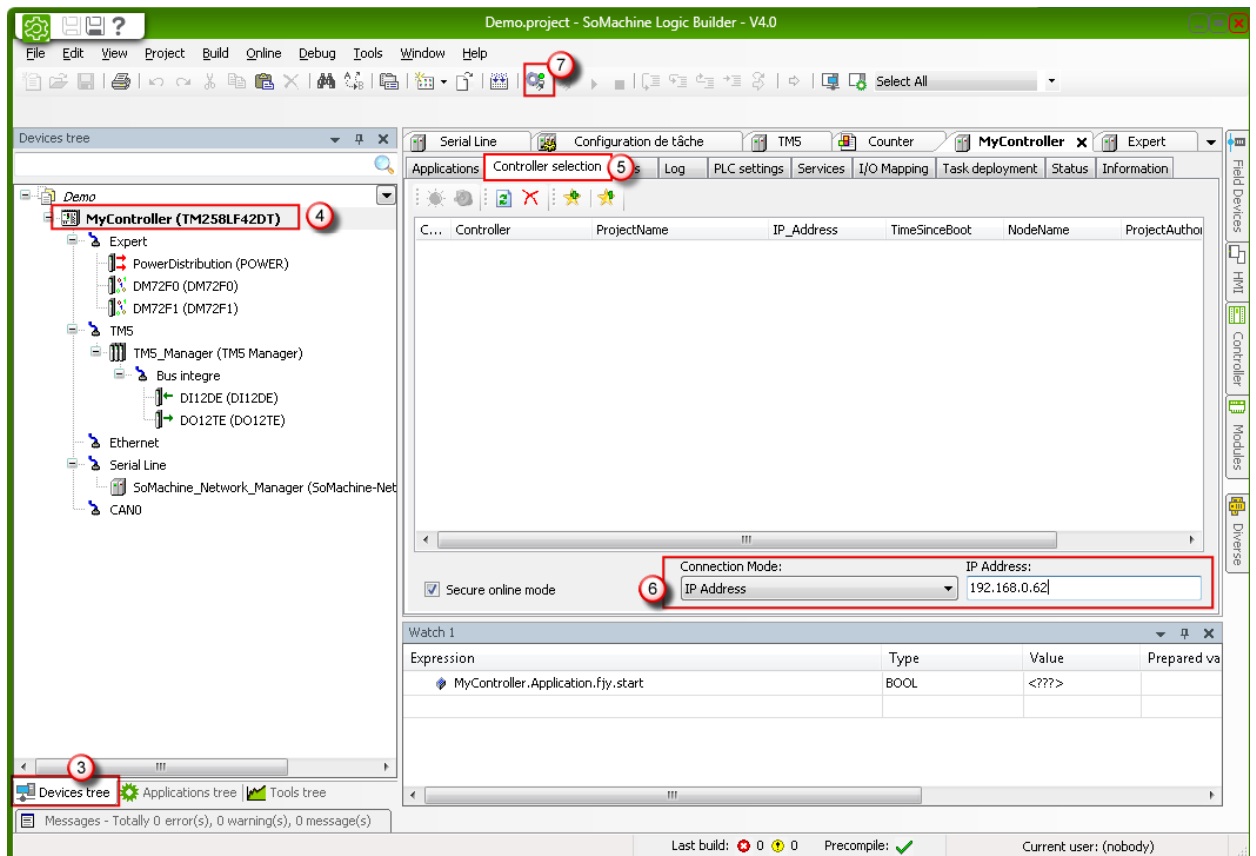 Demo.project - SoMachine Logic Builder - V4.0
File Edit View Project Build Online Debug Tools Window Help
7
Select All
Devices tree
Demo
MyController (TM258LF42DT)
4
Expert
PowerDistribution (POWER)
DM72F0 (DM72F0)
DM72F1 (DM72F1)
TM5
TM5_Manager (TM5 Manager)
Bus integre
DI12DE (DI12DE)
DO12TE (DO12TE)
Ethernet
Serial Line
SoMachine_Network_Manager (SoMachine-Net
CAN0
3
Devices tree Applications tree Tools tree
Messages - Totally 0 error(s), 0 warning(s), 0 message(s)
Serial Line Configuration de tâche TM5 Counter MyController Expert
Applications Controller selection 5 s Log PLC settings Services I/O Mapping Task deployment Status Information
C... Controller ProjectName IP_Address TimeSinceBoot NodeName ProjectAuthor
Connection Mode: IP Address:
Secure online mode 6 IP Address 192.168.0.62
Watch 1
Expression Type Value Prepared va
MyController.Application.fjy.start BOOL <???>
Field Devices
HMI
Controller
Modules
Diverse
Last build: 0 0 Precompile: Current user: (nobody)